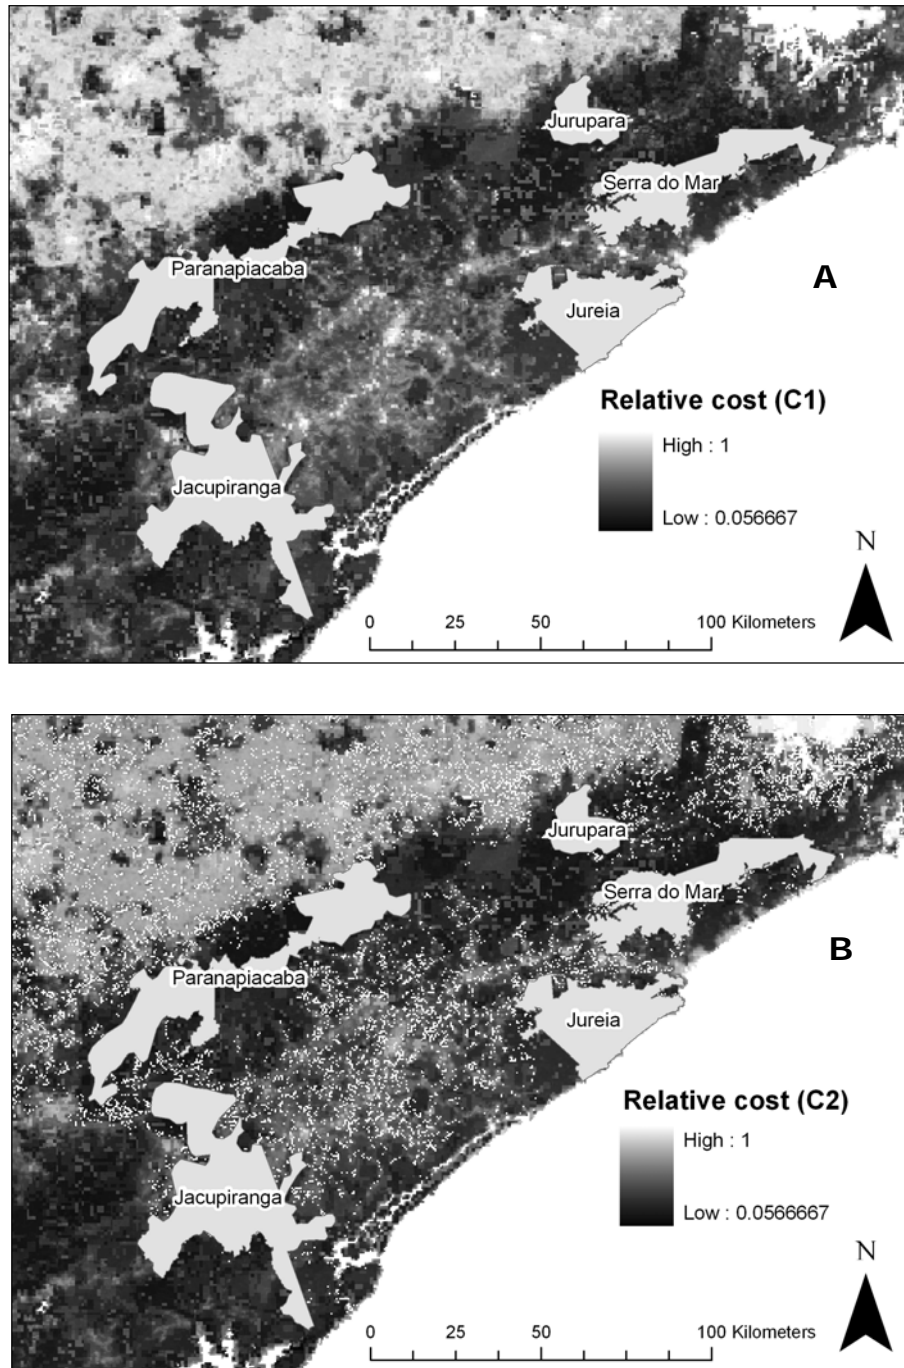 Jurupara
Serra do Mar
Paranapiacaba
A
Jureia
Relative cost (C1)
High : 1
Jacupiranga
Low : 0.056667
N
0 25 50 100 Kilometers
Jurupara
Serra do Mar
B
Paranapiacaba
Jureia
Relative cost (C2)
High : 1
Jacupiranga
Low : 0.0566667
N
0 25 50 100 Kilometers